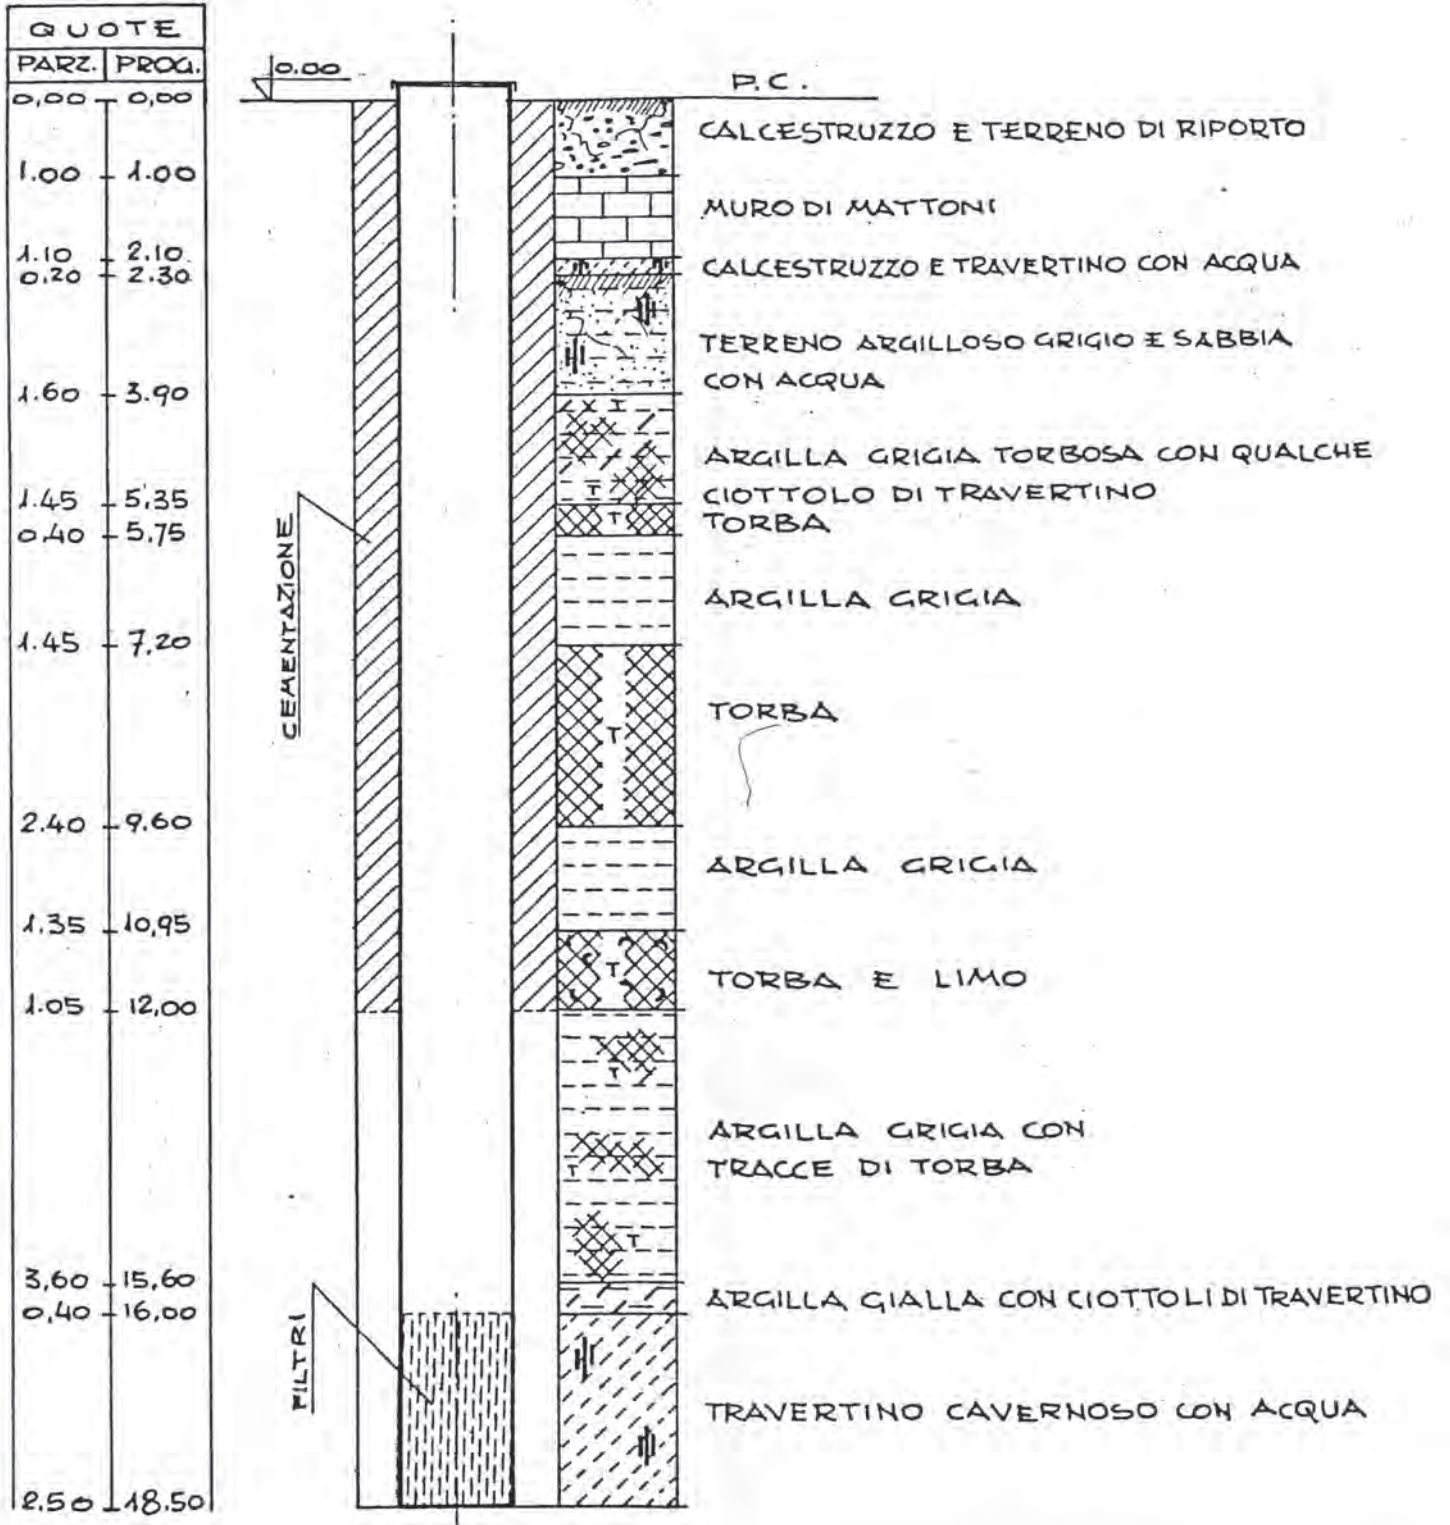 QUOTE
PARZ. PROG.
0,00 0,00
1.00 1.00
1.10 2.10
0.20 2.30
1.60 3.90
1.45 5,35
0,40 5.75
1.45 7,20
2.40 9.60
1.35 10,95
1.05 12,00
3,60 15,60
0,40 16,00
2.50 18.50
0.00
P.C.
CEMENTAZIONE
FILTRI
CALCESTRUZZO E TERRENO DI RIPORTO
MURO DI MATTONI
CALCESTRUZZO E TRAVERTINO CON ACQUA
TERRENO ARGILLOSO GRIGIO E SABBIA
CON ACQUA
ARGILLA GRIGIA TORBOSA CON QUALCHE
CIOTTOLO DI TRAVERTINO
T
TORBA
T
ARGILLA GRIGIA
TORBA
T
ARGILLA GRIGIA
TORBA E LIMO
T
T
ARGILLA GRIGIA CON
TRACCE DI TORBA
T
T
ARGILLA GIALLA CON CIOTTOLI DI TRAVERTINO
TRAVERTINO CAVERNOSO CON ACQUA